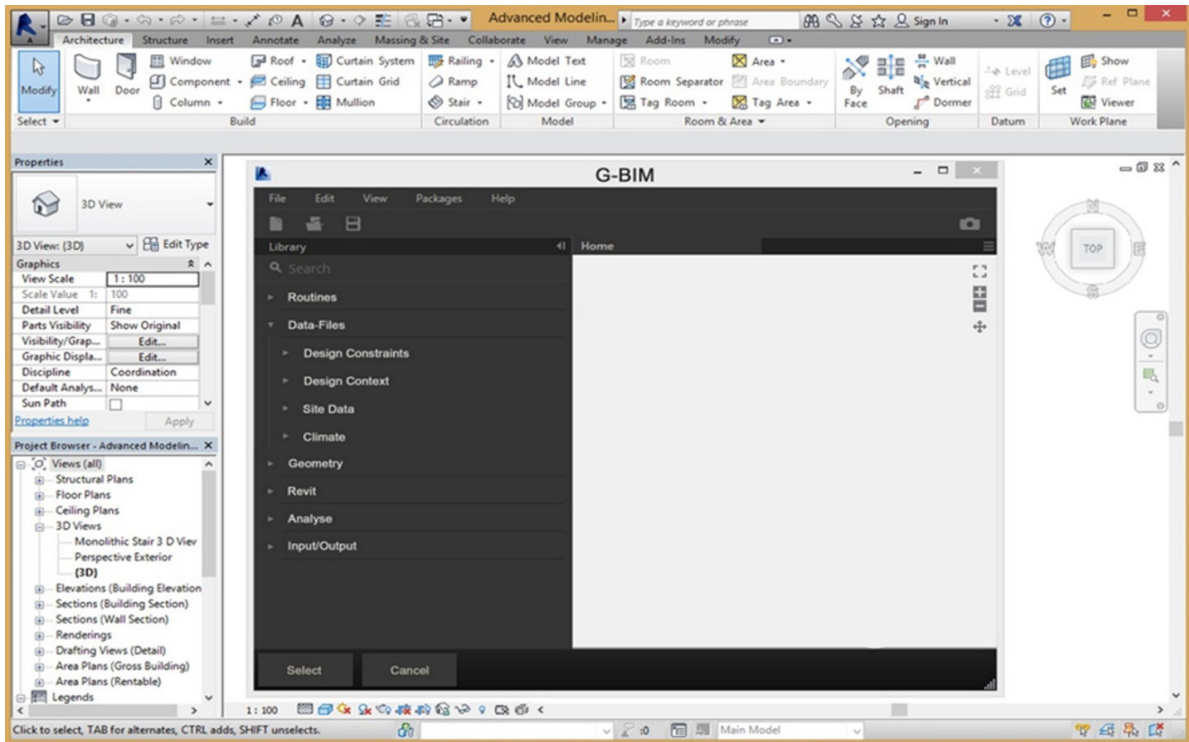 Advanced Modelin... Type a keyword or phrase Sign In
Architecture Structure Insert Annotate Analyze Massing & Site Collaborate View Manage Add-Ins Modify
Modify Wall Door Window Component Column Roof Ceiling Floor Curtain System Curtain Grid Mullion Railing Ramp Stair Model Text Model Line Model Group Room Room Separator Tag Room Area Area Boundary Tag Area By Face Shaft Wall Vertical Dormer Level Grid Set Show Ref Plane Viewer
Select Build Circulation Model Room & Area Opening Datum Work Plane
Properties
3D View
3D View: {3D} Edit Type
Graphics
View Scale 1 : 100
Scale Value 1: 100
Detail Level Fine
Parts Visibility Show Original
Visibility/Grap... Edit...
Graphic Displa... Edit...
Discipline Coordination
Default Analys... None
Sun Path
Properties help Apply
Project Browser - Advanced Modelin...
Views (all)
Structural Plans
Floor Plans
Ceiling Plans
3D Views
Monolithic Stair 3 D Viev
Perspective Exterior
{3D}
Elevations (Building Elevation
Sections (Building Section)
Sections (Wall Section)
Renderings
Drafting Views (Detail)
Area Plans (Gross Building)
Area Plans (Rentable)
Legends
G-BIM
File Edit View Packages Help
Library Home
Search
Routines
Data-Files
Design Constraints
Design Context
Site Data
Climate
Geometry
Revit
Analyse
Input/Output
Select Cancel
N
W TOP E
S
1 : 100
Click to select, TAB for alternates, CTRL adds, SHIFT unselects. :0 Main Model